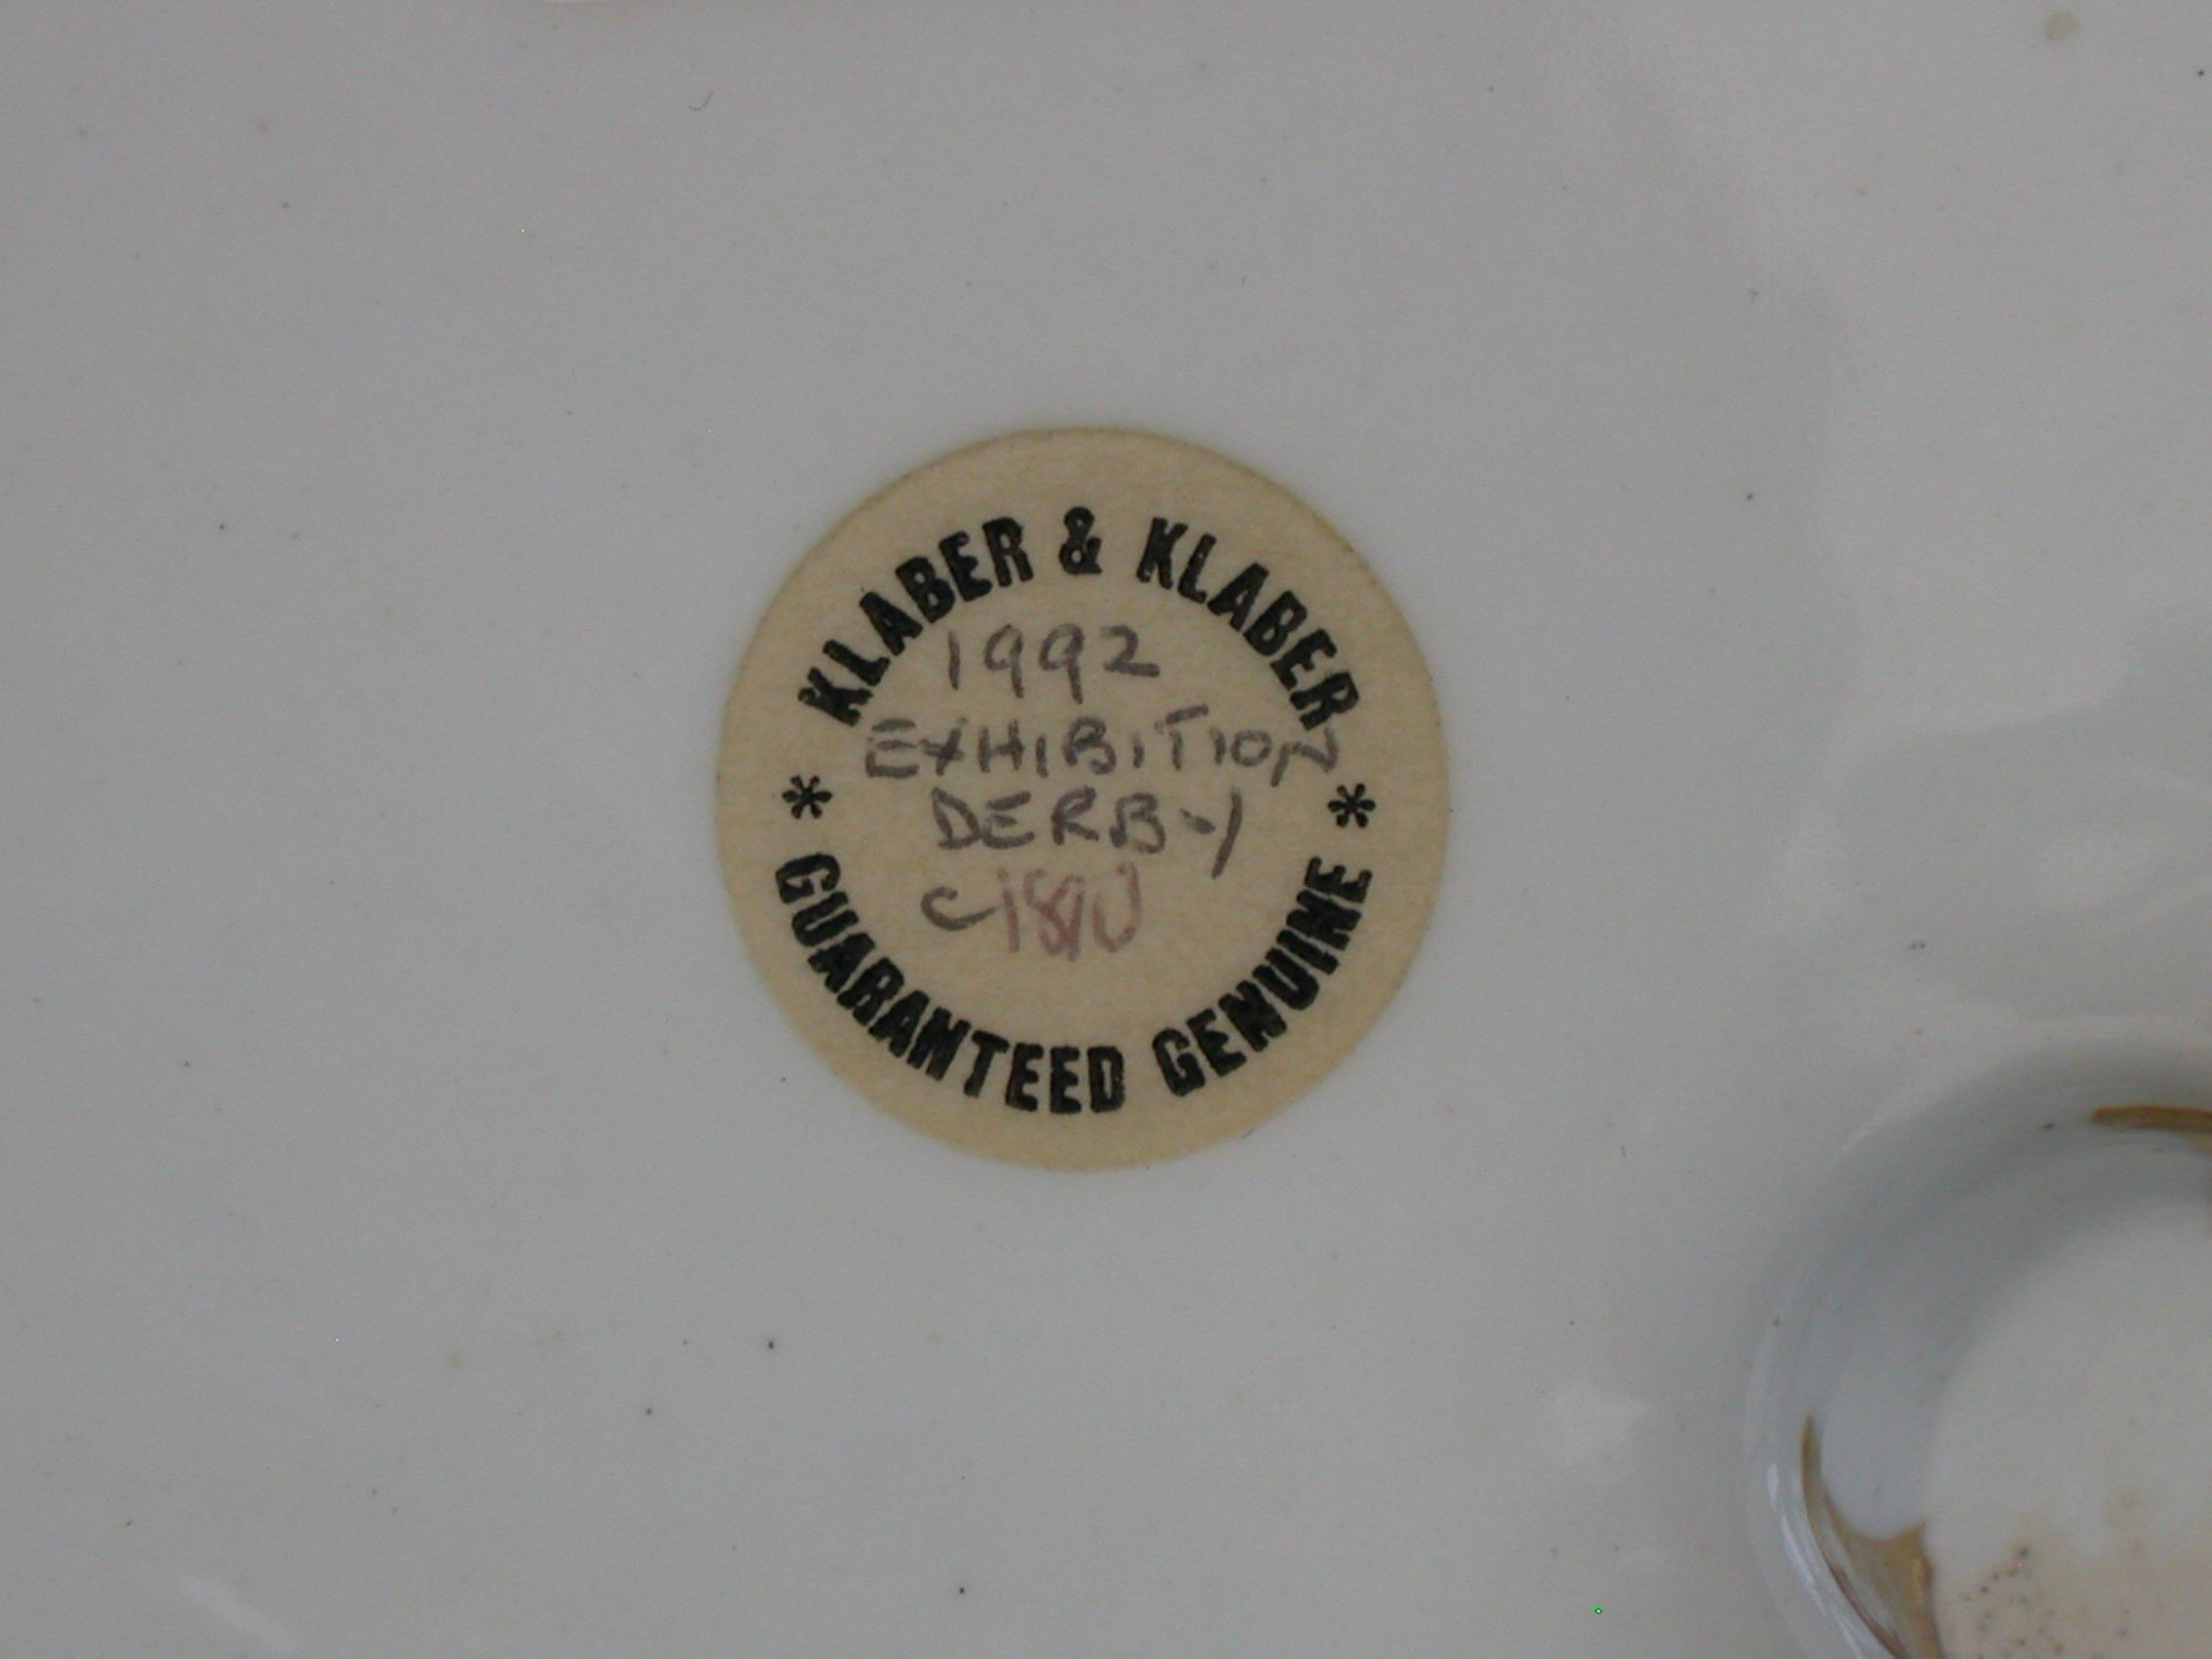 KLABER & KLABER
1992
EXHIBITION
DERBY
C1810
* *
GUARANTEED GENUINE